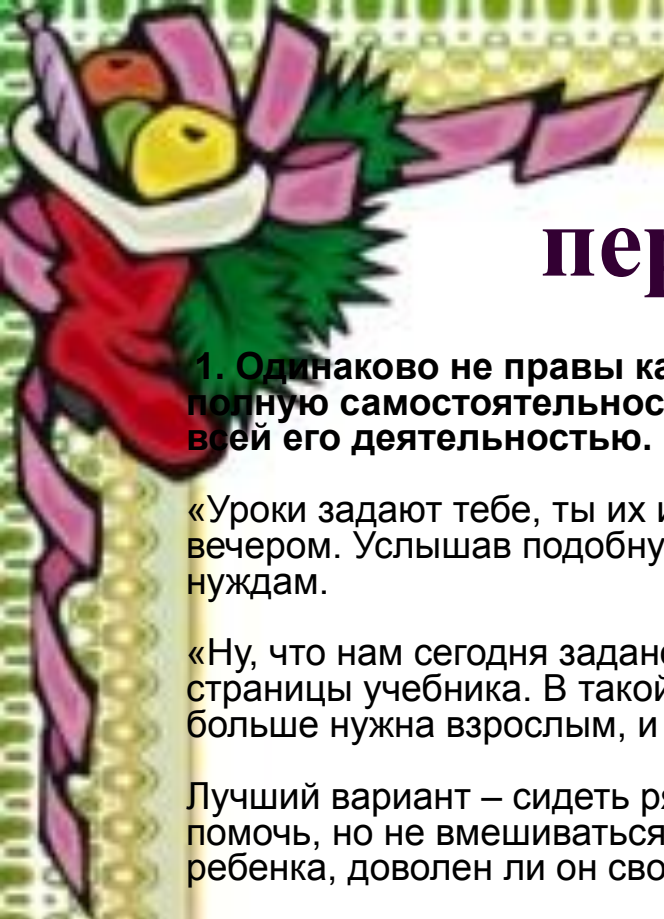 пер
1. Одинаково не правы ка
полную самостоятельнос
всей его деятельностью.
«Уроки задают тебе, ты их и
вечером. Услышав подобну
нуждам.
«Ну, что нам сегодня задано
страницы учебника. В такой
больше нужна взрослым, и
Лучший вариант – сидеть ря
помочь, но не вмешиваться
ребенка, доволен ли он сво